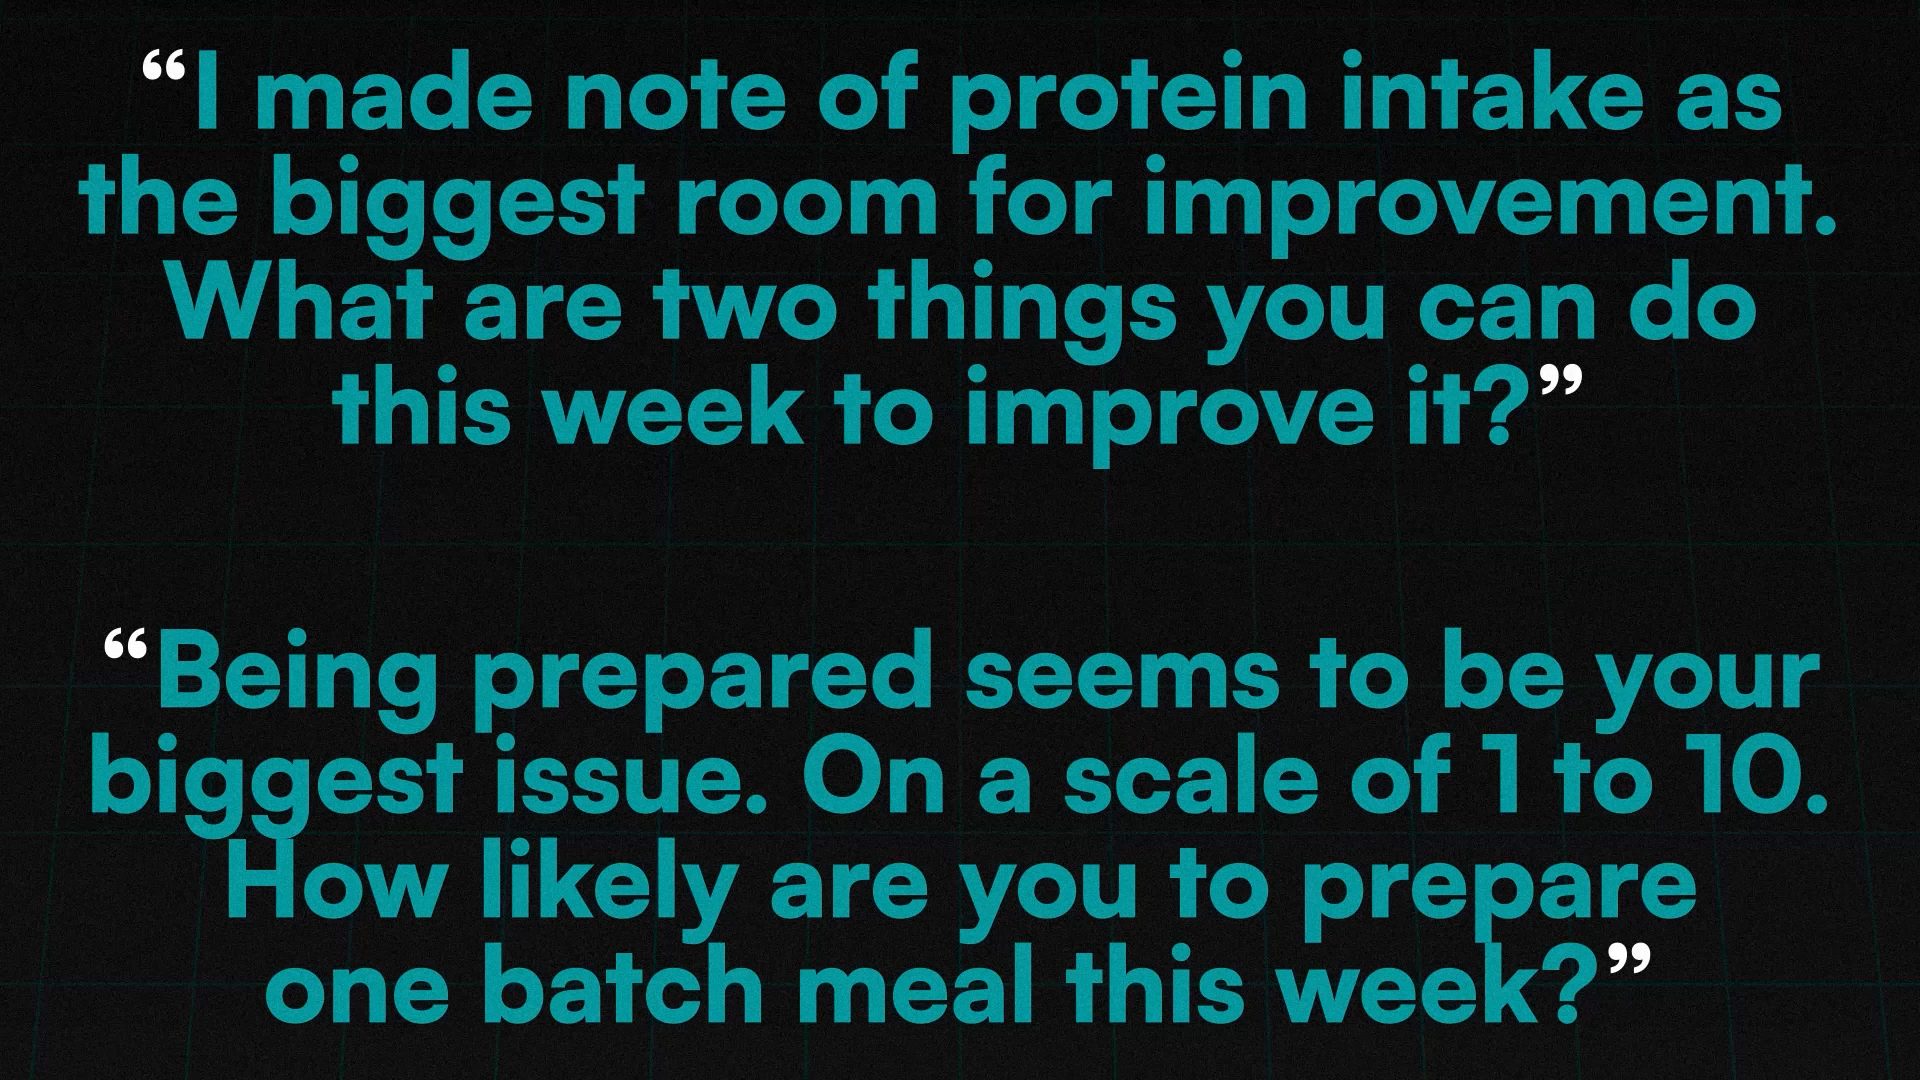 “I made note of protein intake as
the biggest room for improvement.
What are two things you can do
this week to improve it?”
“Being prepared seems to be your
biggest issue. On a scale of 1 to 10.
How likely are you to prepare
one batch meal this week?”